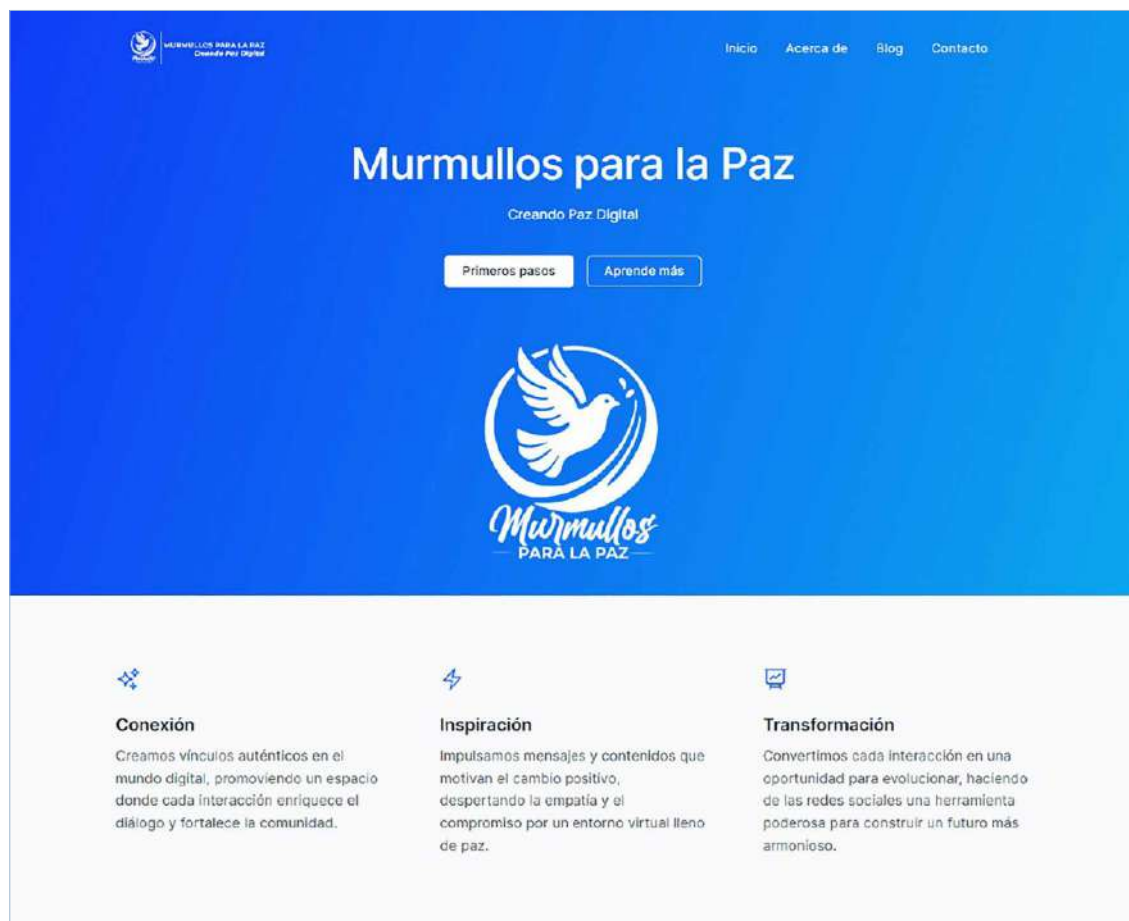 MURMULLOS PARA LA PAZ
Creando Paz Digital
Inicio Acerca de Blog Contacto
Murmullos para la Paz
Creando Paz Digital
Primeros pasos Aprende más
Murmullos
PARA LA PAZ
Conexión
Creamos vínculos auténticos en el
mundo digital, promoviendo un espacio
donde cada interacción enriquece el
diálogo y fortalece la comunidad.
Inspiración
Impulsamos mensajes y contenidos que
motivan el cambio positivo,
despertando la empatía y el
compromiso por un entorno virtual lleno
de paz.
Transformación
Convertimos cada interacción en una
oportunidad para evolucionar, haciendo
de las redes sociales una herramienta
poderosa para construir un futuro más
armonioso.